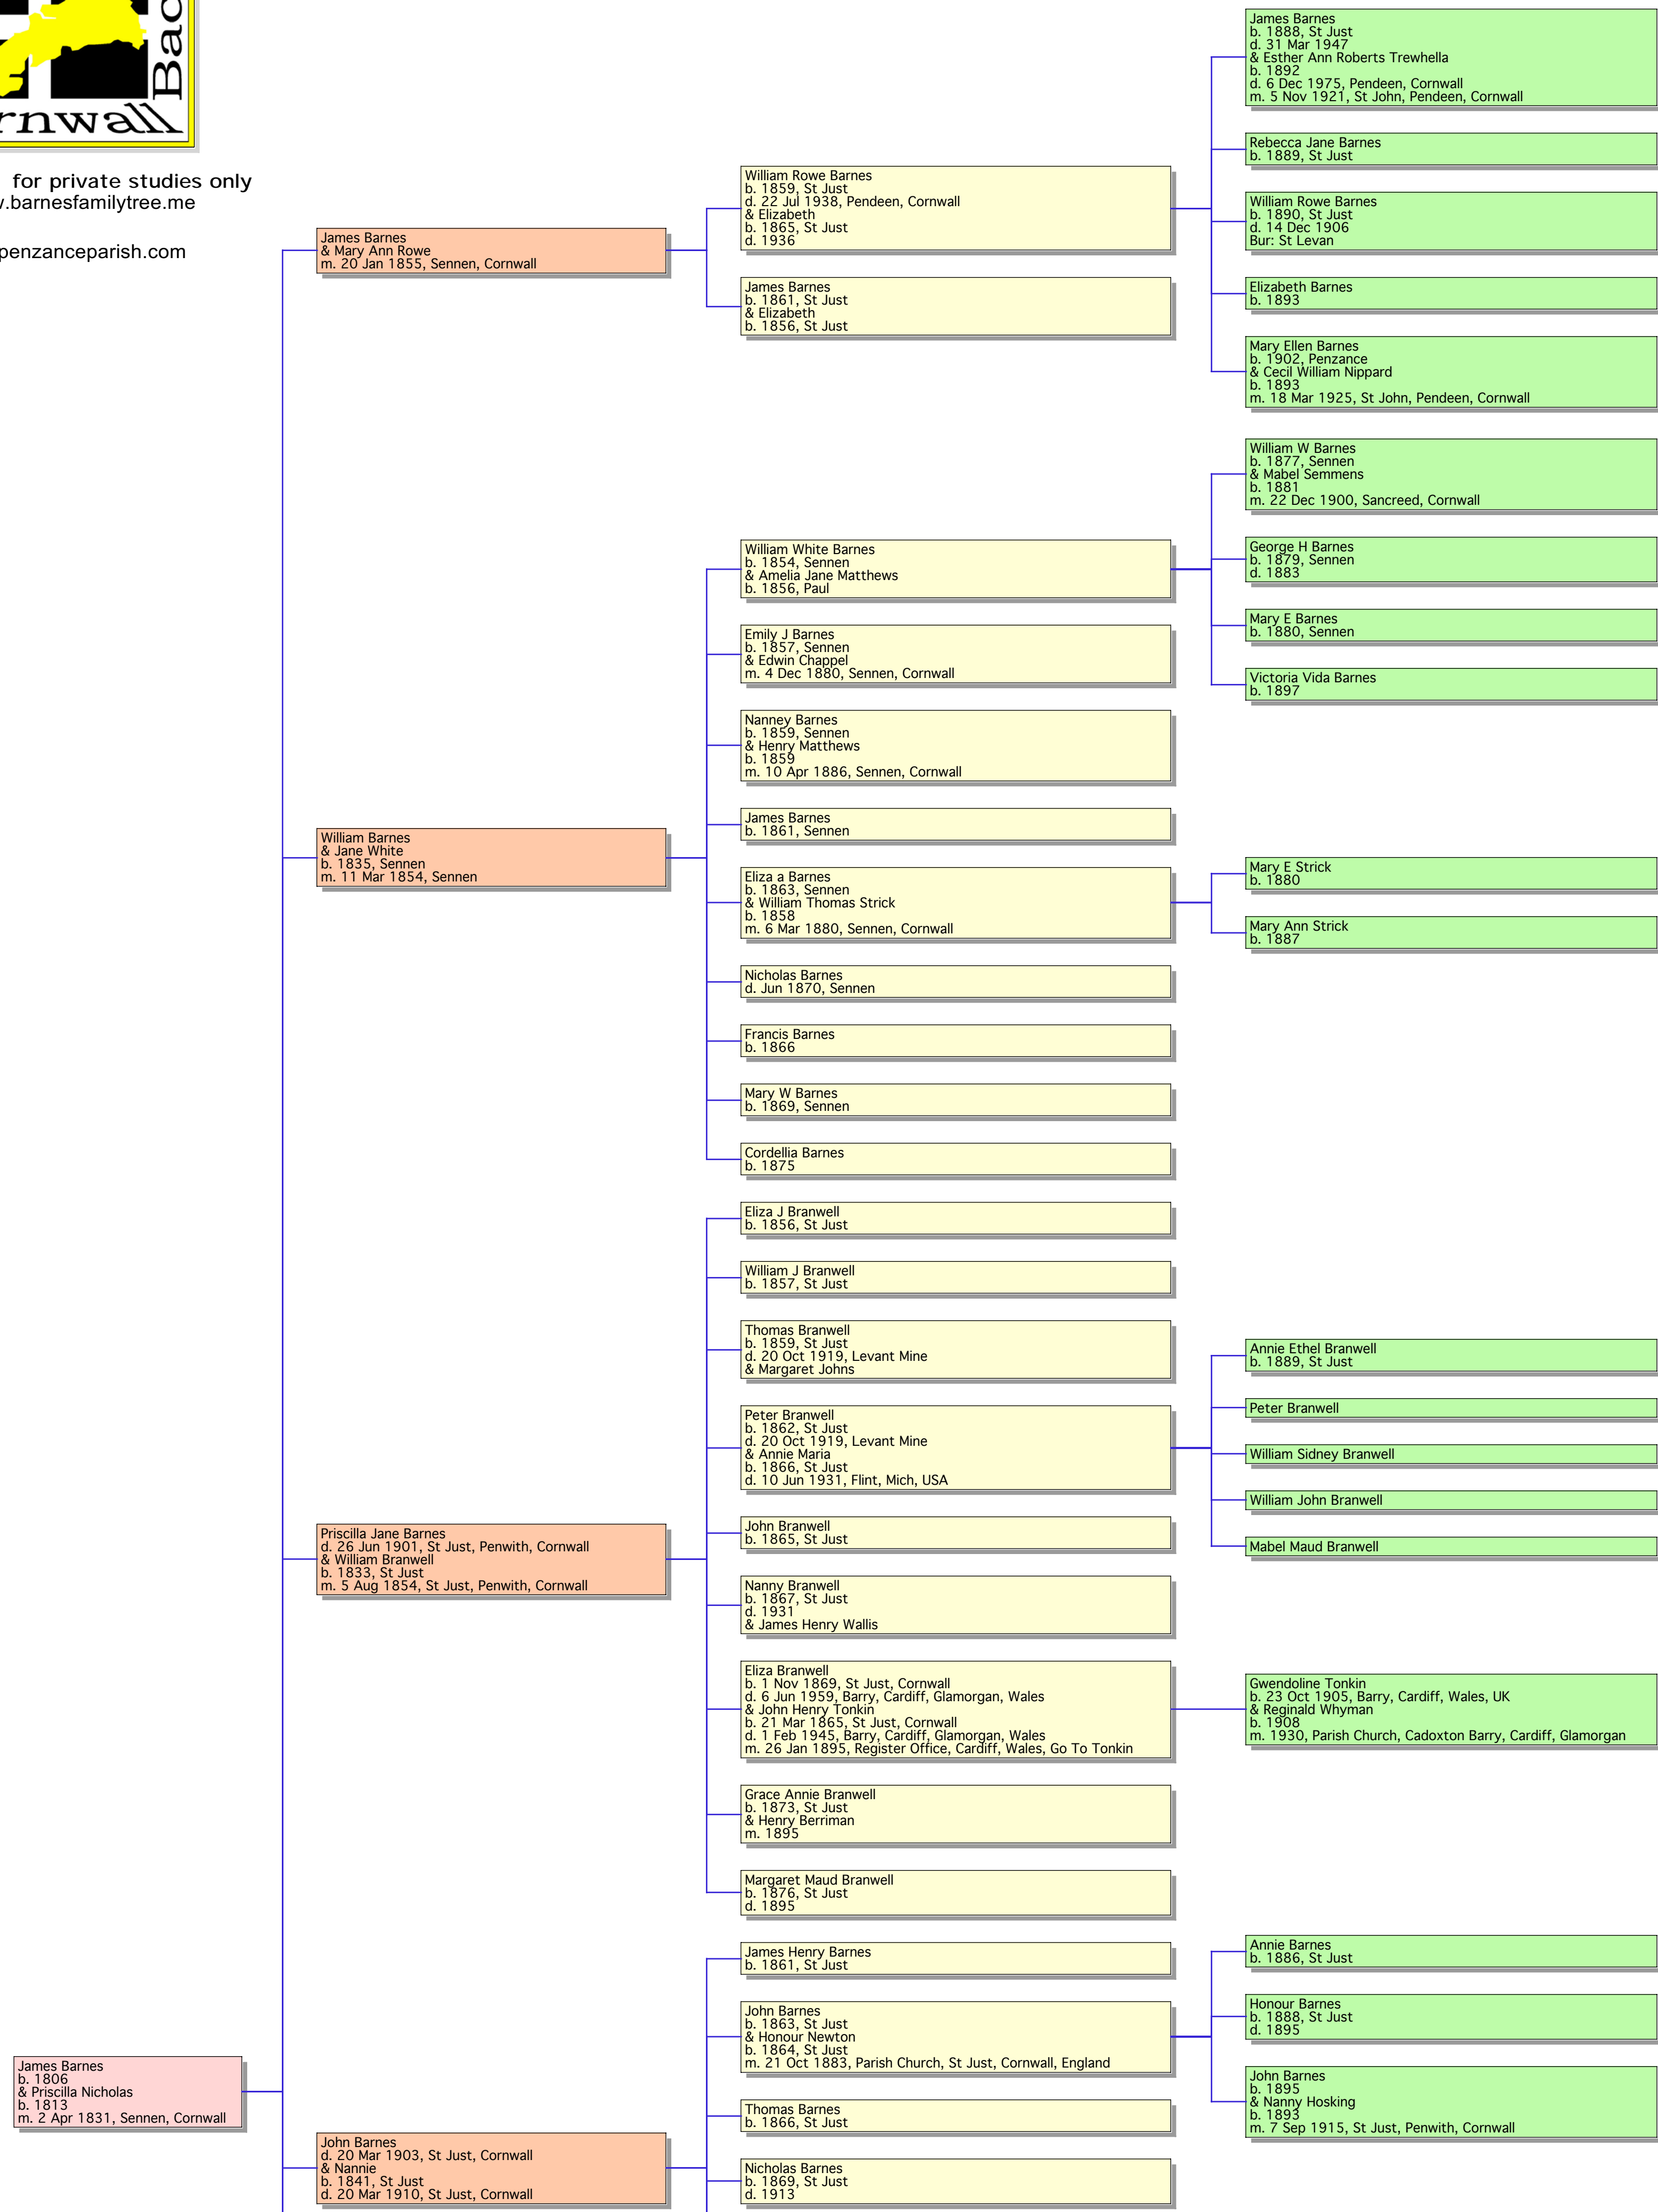 Bac
rnwall
for private studies only
w.barnesfamilytree.me
penzanceparish.com
James Barnes
b. 1806
& Priscilla Nicholas
b. 1813
m. 2 Apr 1831, Sennen, Cornwall
James Barnes
& Mary Ann Rowe
m. 20 Jan 1855, Sennen, Cornwall
William Rowe Barnes
b. 1859, St Just
d. 22 Jul 1938, Pendeen, Cornwall
& Elizabeth
b. 1865, St Just
d. 1936
James Barnes
b. 1888, St Just
d. 31 Mar 1947
& Esther Ann Roberts Trewhella
b. 1892
d. 6 Dec 1975, Pendeen, Cornwall
m. 5 Nov 1921, St John, Pendeen, Cornwall
Rebecca Jane Barnes
b. 1889, St Just
William Rowe Barnes
b. 1890, St Just
d. 14 Dec 1906
Bur: St Levan
Elizabeth Barnes
b. 1893
Mary Ellen Barnes
b. 1902, Penzance
& Cecil William Nippard
b. 1893
m. 18 Mar 1925, St John, Pendeen, Cornwall
James Barnes
b. 1861, St Just
& Elizabeth
b. 1856, St Just
William Barnes
& Jane White
b. 1835, Sennen
m. 11 Mar 1854, Sennen
William White Barnes
b. 1854, Sennen
& Amelia Jane Matthews
b. 1856, Paul
William W Barnes
b. 1877, Sennen
& Mabel Semmens
b. 1881
m. 22 Dec 1900, Sancreed, Cornwall
George H Barnes
b. 1879, Sennen
d. 1883
Mary E Barnes
b. 1880, Sennen
Victoria Vida Barnes
b. 1897
Emily J Barnes
b. 1857, Sennen
& Edwin Chappel
m. 4 Dec 1880, Sennen, Cornwall
Nanney Barnes
b. 1859, Sennen
& Henry Matthews
b. 1859
m. 10 Apr 1886, Sennen, Cornwall
James Barnes
b. 1861, Sennen
Eliza a Barnes
b. 1863, Sennen
& William Thomas Strick
b. 1858
m. 6 Mar 1880, Sennen, Cornwall
Mary E Strick
b. 1880
Mary Ann Strick
b. 1887
Nicholas Barnes
d. Jun 1870, Sennen
Francis Barnes
b. 1866
Mary W Barnes
b. 1869, Sennen
Cordellia Barnes
b. 1875
Priscilla Jane Barnes
d. 26 Jun 1901, St Just, Penwith, Cornwall
& William Branwell
b. 1833, St Just
m. 5 Aug 1854, St Just, Penwith, Cornwall
Eliza J Branwell
b. 1856, St Just
William J Branwell
b. 1857, St Just
Thomas Branwell
b. 1859, St Just
d. 20 Oct 1919, Levant Mine
& Margaret Johns
Peter Branwell
b. 1862, St Just
d. 20 Oct 1919, Levant Mine
& Annie Maria
b. 1866, St Just
d. 10 Jun 1931, Flint, Mich, USA
Annie Ethel Branwell
b. 1889, St Just
Peter Branwell
William Sidney Branwell
William John Branwell
Mabel Maud Branwell
John Branwell
b. 1865, St Just
Nanny Branwell
b. 1867, St Just
d. 1931
& James Henry Wallis
Eliza Branwell
b. 1 Nov 1869, St Just, Cornwall
d. 6 Jun 1959, Barry, Cardiff, Glamorgan, Wales
& John Henry Tonkin
b. 21 Mar 1865, St Just, Cornwall
d. 1 Feb 1945, Barry, Cardiff, Glamorgan, Wales
m. 26 Jan 1895, Register Office, Cardiff, Wales, Go To Tonkin
Gwendoline Tonkin
b. 23 Oct 1905, Barry, Cardiff, Wales, UK
& Reginald Whyman
b. 1908
m. 1930, Parish Church, Cadoxton Barry, Cardiff, Glamorgan
Grace Annie Branwell
b. 1873, St Just
& Henry Berriman
m. 1895
Margaret Maud Branwell
b. 1876, St Just
d. 1895
John Barnes
d. 20 Mar 1903, St Just, Cornwall
& Nannie
b. 1841, St Just
d. 20 Mar 1910, St Just, Cornwall
James Henry Barnes
b. 1861, St Just
John Barnes
b. 1863, St Just
& Honour Newton
b. 1864, St Just
m. 21 Oct 1883, Parish Church, St Just, Cornwall, England
Annie Barnes
b. 1886, St Just
Honour Barnes
b. 1888, St Just
d. 1895
John Barnes
b. 1895
& Nanny Hosking
b. 1893
m. 7 Sep 1915, St Just, Penwith, Cornwall
Thomas Barnes
b. 1866, St Just
Nicholas Barnes
b. 1869, St Just
d. 1913